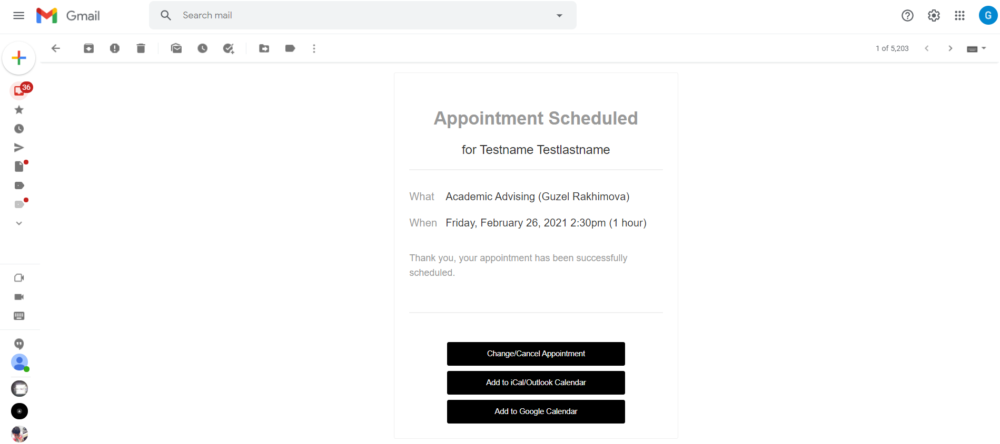 Gmail
Search mail
G
1 of 5,203
36
Appointment Scheduled
for Testname Testlastname
What Academic Advising (Guzel Rakhimova)
When Friday, February 26, 2021 2:30pm (1 hour)
Thank you, your appointment has been successfully
scheduled.
Change/Cancel Appointment
Add to iCal/Outlook Calendar
Add to Google Calendar